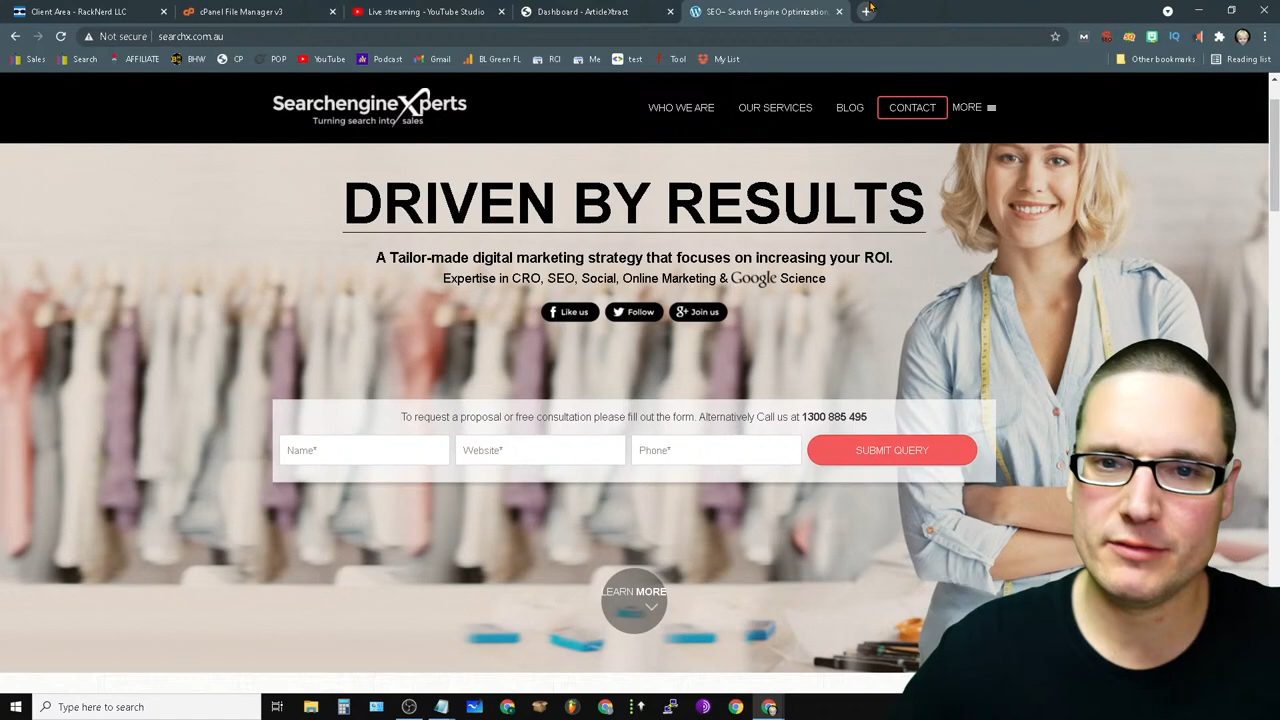 Client Area - RackNerd LLC
cPanel File Manager v3
Live streaming - YouTube Studio
Dashboard - ArticleXtract
SEO– Search Engine Optimization,
Not secure | searchx.com.au
Sales
Search
AFFILIATE
BHW
CP
POP
YouTube
Podcast
Gmail
BL Green FL
RCI
Me
test
Tool
My List
Other bookmarks
Reading list
SearchengineXperts
Turning search into sales
WHO WE ARE
OUR SERVICES
BLOG
CONTACT
MORE
DRIVEN BY RESULTS
A Tailor-made digital marketing strategy that focuses on increasing your ROI.
Expertise in CRO, SEO, Social, Online Marketing & Google Science
Like us
Follow
g+ Join us
To request a proposal or free consultation please fill out the form. Alternatively Call us at 1300 885 495
Name*
Website*
Phone*
SUBMIT QUERY
LEARN MORE
Type here to search